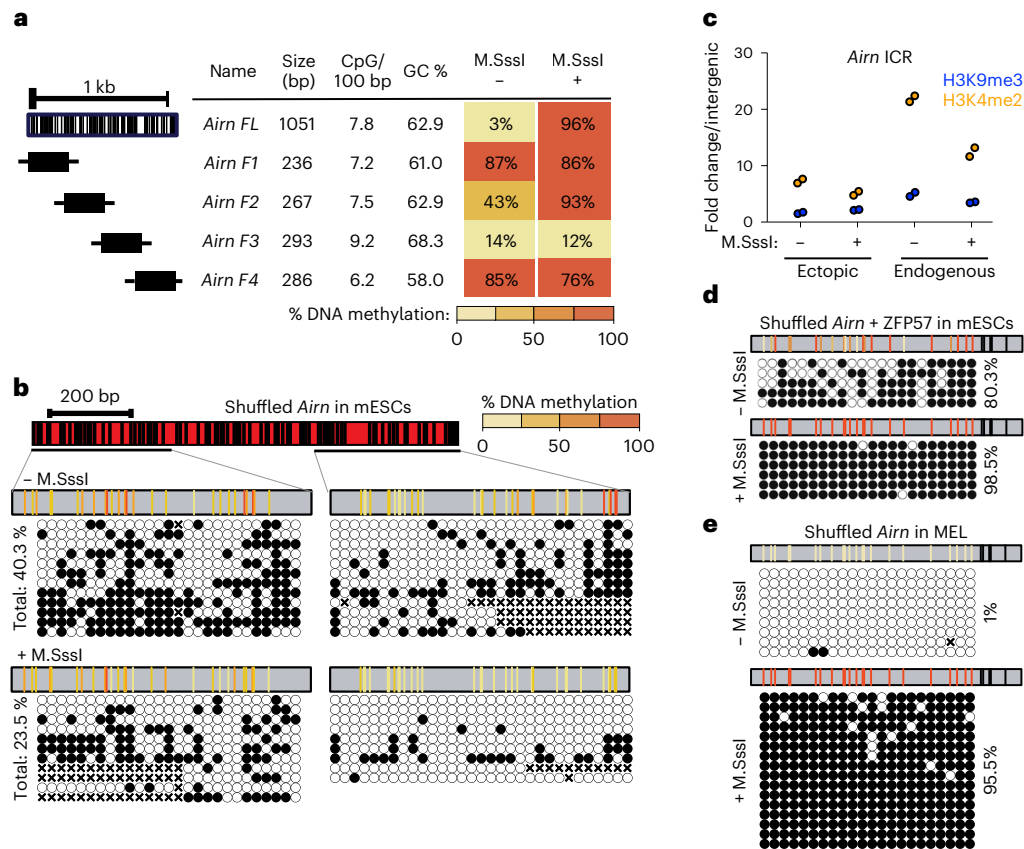 a
1 kb
Name Size (bp) CpG/ 100 bp GC % M.SssI – M.SssI +
Airn FL 1051 7.8 62.9 3% 96%
Airn F1 236 7.2 61.0 87% 86%
Airn F2 267 7.5 62.9 43% 93%
Airn F3 293 9.2 68.3 14% 12%
Airn F4 286 6.2 58.0 85% 76%
% DNA methylation:
0 50 100
b
200 bp
Shuffled Airn in mESCs
% DNA methylation
0 50 100
– M.SssI
Total: 40.3 %
+ M.SssI
Total: 23.5 %
c
Airn ICR
H3K9me3
H3K4me2
Fold change/intergenic
30
20
10
0
M.SssI: – + – +
Ectopic Endogenous
d
Shuffled Airn + ZFP57 in mESCs
– M.SssI
80.3%
+ M.SssI
98.5%
e
Shuffled Airn in MEL
– M.SssI
1%
+ M.SssI
95.5%